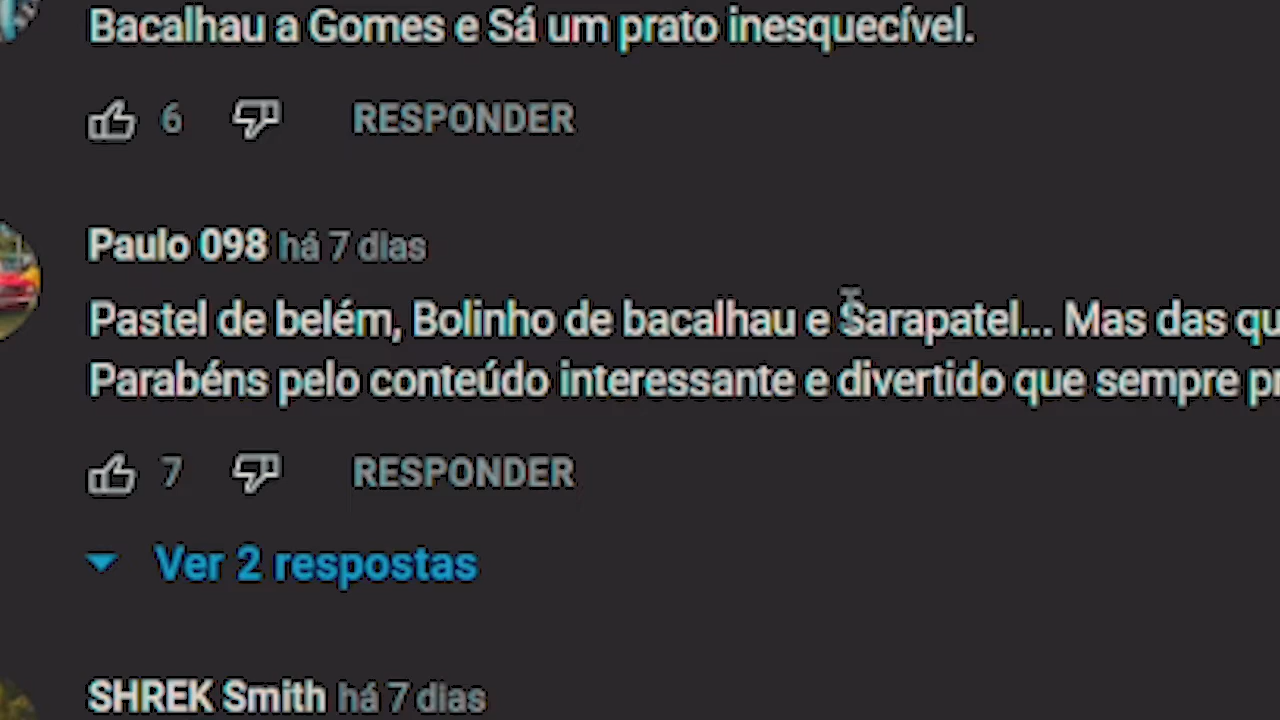 Bacalhau a Gomes e Sá um prato inesquecível.
6 RESPONDER
Paulo 098 há 7 dias
Pastel de belém, Bolinho de bacalhau e Sarapatel... Mas das
Parabéns pelo conteúdo interessante e divertido que sempre
7 RESPONDER
Ver 2 respostas
SHREK Smith há 7 dias